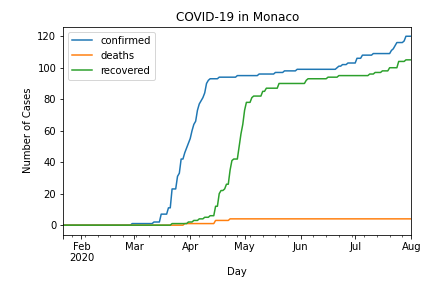 COVID-19 in Monaco
confirmed
deaths
recovered
Number of Cases
120
100
80
60
40
20
0
Feb Mar Apr May Jun Jul Aug
2020
Day